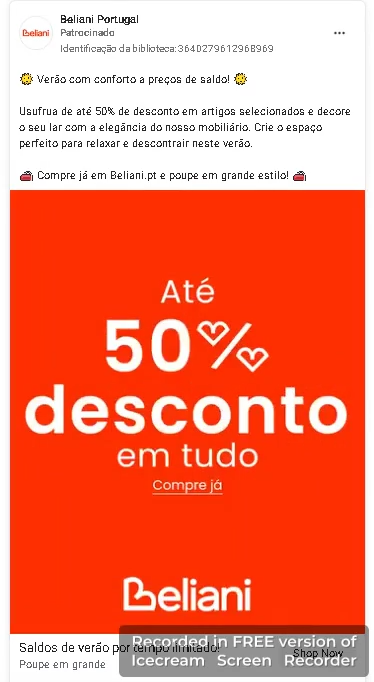 Beliani Portugal
Beliani
Patrocinado
Identificação da biblioteca:3640279612968969
Verão com conforto a preços de saldo!
Usufrua de até 50% de desconto em artigos selecionados e decore
o seu lar com a elegância do nosso mobiliário. Crie o espaço
perfeito para relaxar e descontrair neste verão.
Compre já em Beliani.pt e poupe em grande estilo!
Até
50%
desconto
em tudo
Compre já
Beliani
Saldos de verão por tempo limitado!
Recorded in FREE version of
Poupe em grande
Icecream Screen Recorder
Shop Now